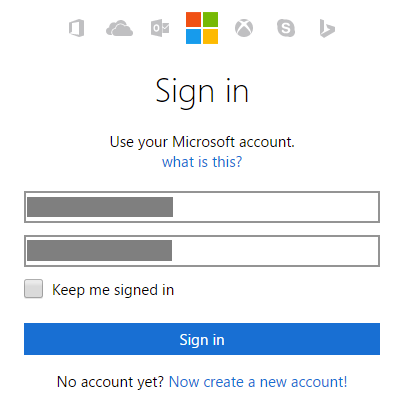 Sign in
Use your Microsoft account.
what is this?
Keep me signed in
Sign in
No account yet? Now create a new account!